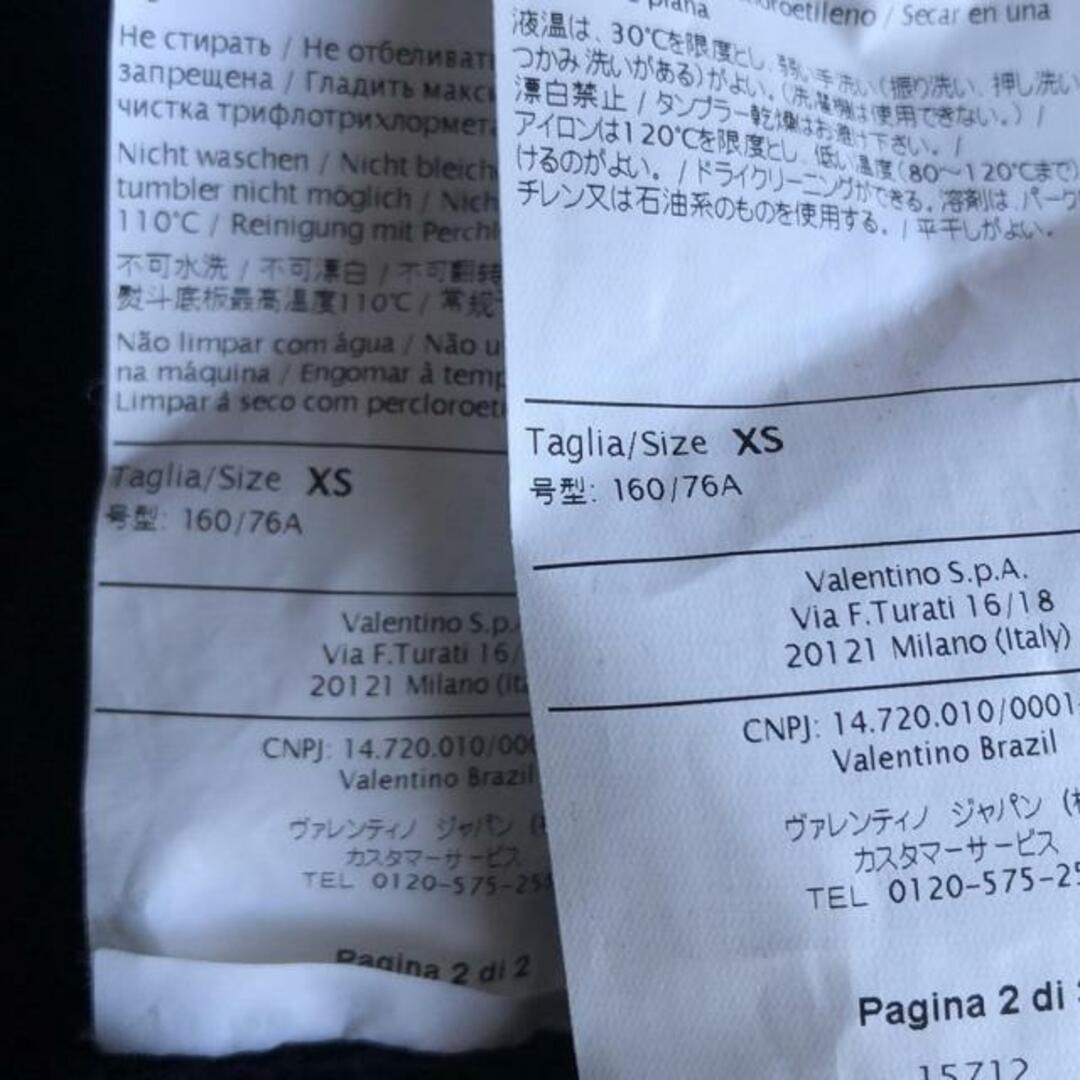 Не стирать / Не отбеливат
запрещена / Гладить макс
чистка трифлотрихлормет
Nicht waschen / Nicht bleich
tumbler nicht möglich / Nich
110°C / Reinigung mit Perchl
不可水洗 / 不可漂白 / 不可翻转
熨斗底板最高温度110℃ / 常规
Não limpar com água / Não u
na máquina / Engomar à temp
Limpar à seco com percloroeti
Taglia/Size XS
号型: 160/76A
Valentino S.p.
Via F.Turati 16/
20121 Milano (It
CNPJ: 14.720.010/00
Valentino Brazil
ヴァレンティノ ジャパン
カスタマーサービス
TEL 0120-575-25
Pagina 2 di 2
plana
oroetileno / Secar en una
液温は、30℃を限度とし、弱い手洗い(振り洗い、押し洗い
つかみ洗いがある)がよい。(洗濯機は使用できない。) /
漂白禁止 / タンブラー乾燥はお避け下さい。 /
アイロンは120℃を限度とし、低い温度(80〜120℃まで)
けるのがよい。 / ドライクリーニングができる。溶剤は、パーク
チレン又は石油系のものを使用する。 / 平干しがよい。
Taglia/Size XS
号型: 160/76A
Valentino S.p.A.
Via F.Turati 16/18
20121 Milano (Italy)
CNPJ: 14.720.010/0001
Valentino Brazil
ヴァレンティノ ジャパン
カスタマーサービス
TEL 0120-575-25
Pagina 2 di
15712